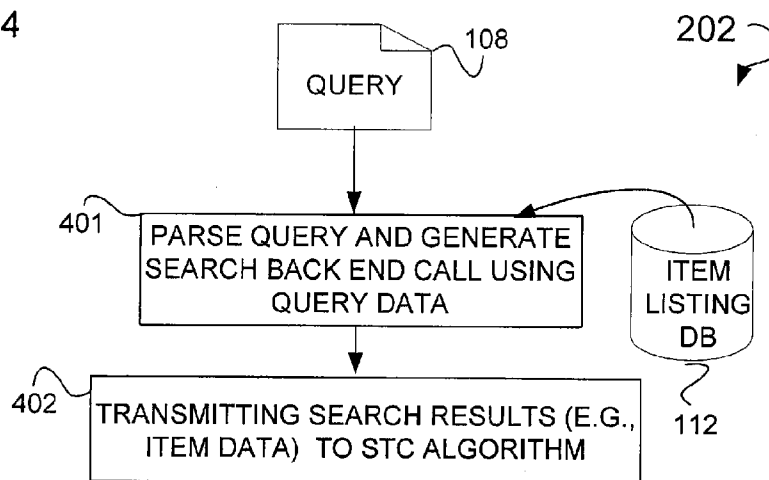 4
108
202
QUERY
401
PARSE QUERY AND GENERATE
SEARCH BACK END CALL USING
QUERY DATA
ITEM
LISTING
DB
402
TRANSMITTING SEARCH RESULTS (E.G.,
ITEM DATA) TO STC ALGORITHM
112